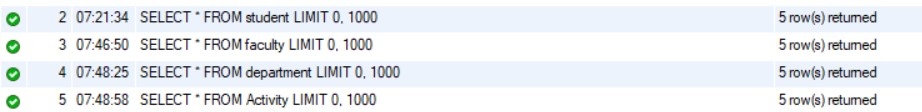 2 07:21:34 SELECT * FROM student LIMIT 0, 1000 5 row(s) returned
3 07:46:50 SELECT * FROM faculty LIMIT 0, 1000 5 row(s) returned
4 07:48:25 SELECT * FROM department LIMIT 0, 1000 5 row(s) returned
5 07:48:58 SELECT * FROM Activity LIMIT 0, 1000 5 row(s) returned